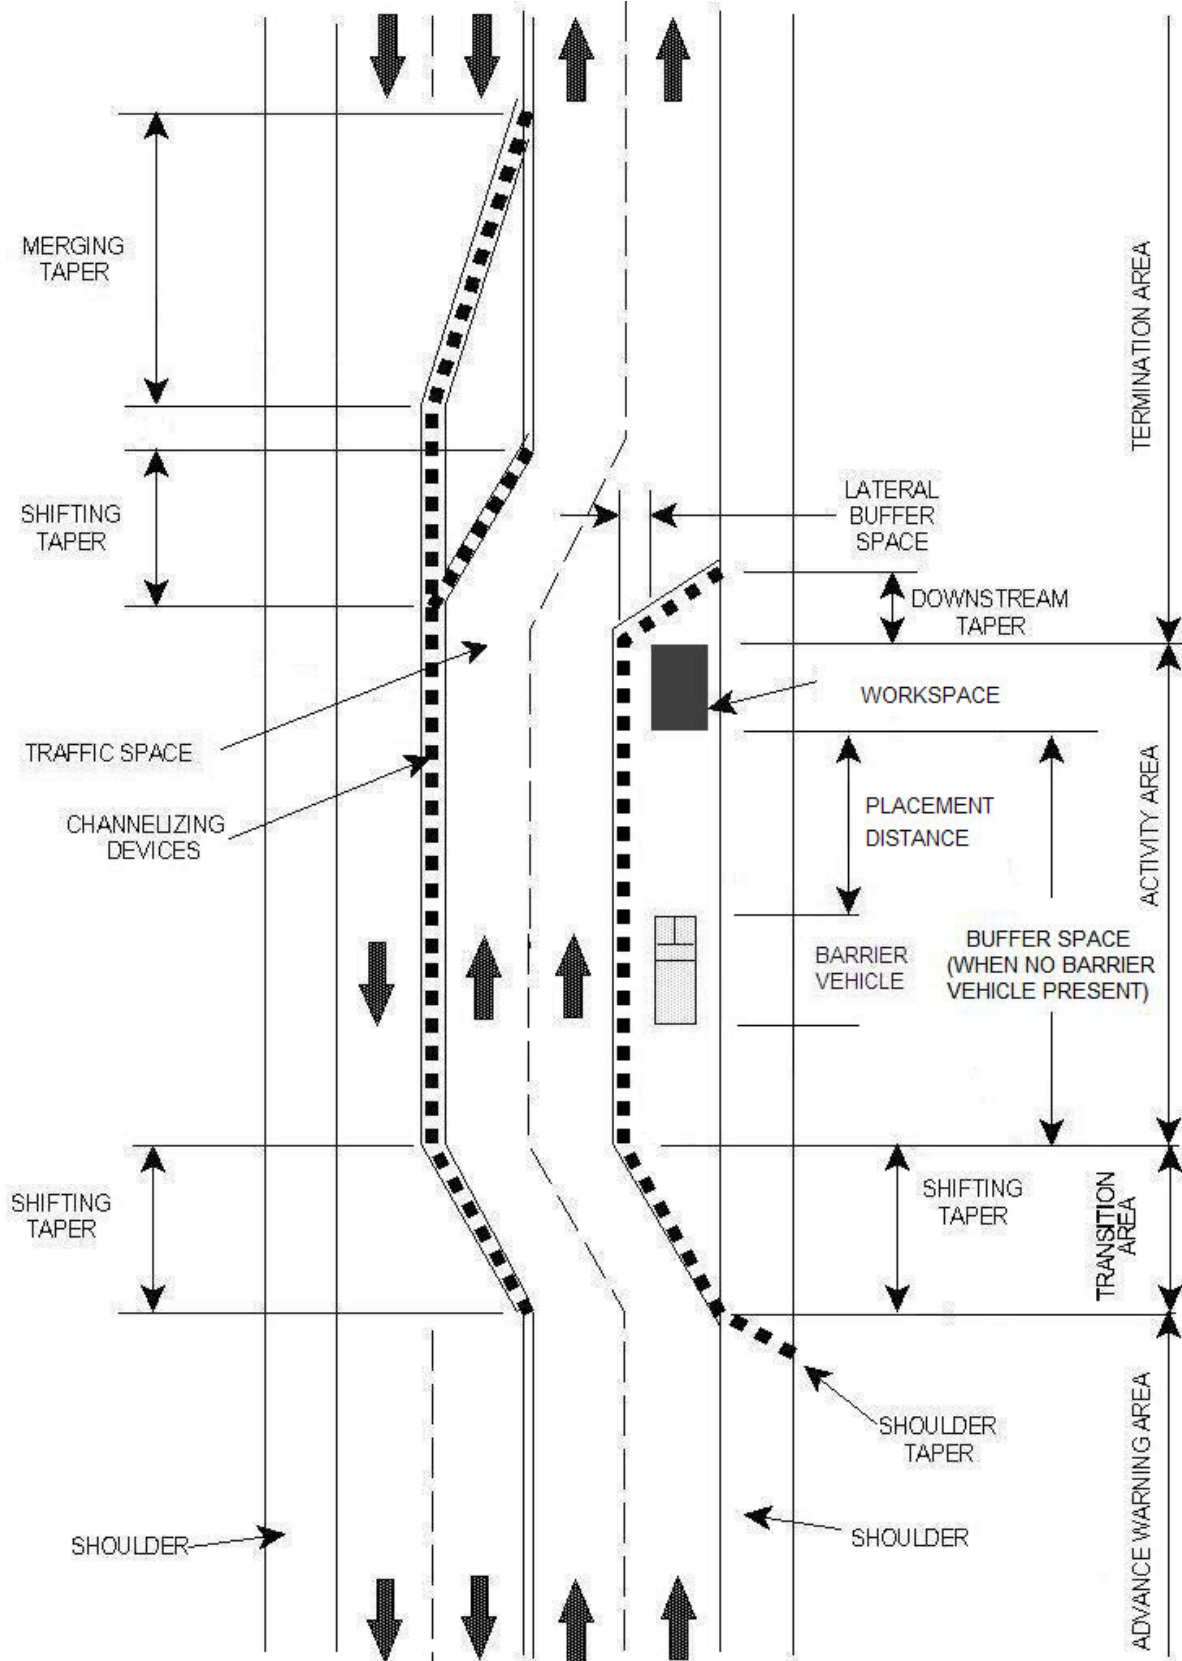 MERGING
TAPER
TERMINATION AREA
SHIFTING
TAPER
LATERAL
BUFFER
SPACE
DOWNSTREAM
TAPER
WORKSPACE
TRAFFIC SPACE
CHANNELIZING
DEVICES
PLACEMENT
DISTANCE
ACTIVITY AREA
BARRIER
VEHICLE
BUFFER SPACE
(WHEN NO BARRIER
VEHICLE PRESENT)
SHIFTING
TAPER
SHIFTING
TAPER
TRANSITION
AREA
SHOULDER
TAPER
ADVANCE WARNING AREA
SHOULDER
SHOULDER